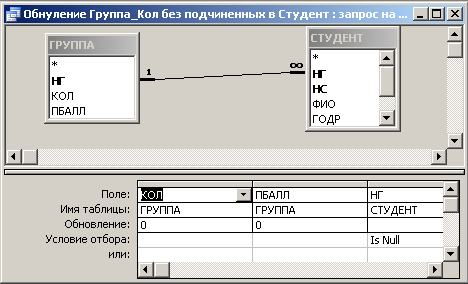 Обнуление Группа_Кол без подчиненных в Студент : запрос на ...
ГРУППА
*
НГ
КОЛ
ПБАЛЛ
1
∞
СТУДЕНТ
*
НГ
НС
ФИО
ГОДР
Поле: КОЛ ПБАЛЛ НГ
Имя таблицы: ГРУППА ГРУППА СТУДЕНТ
Обновление: 0 0
Условие отбора: Is Null
или: